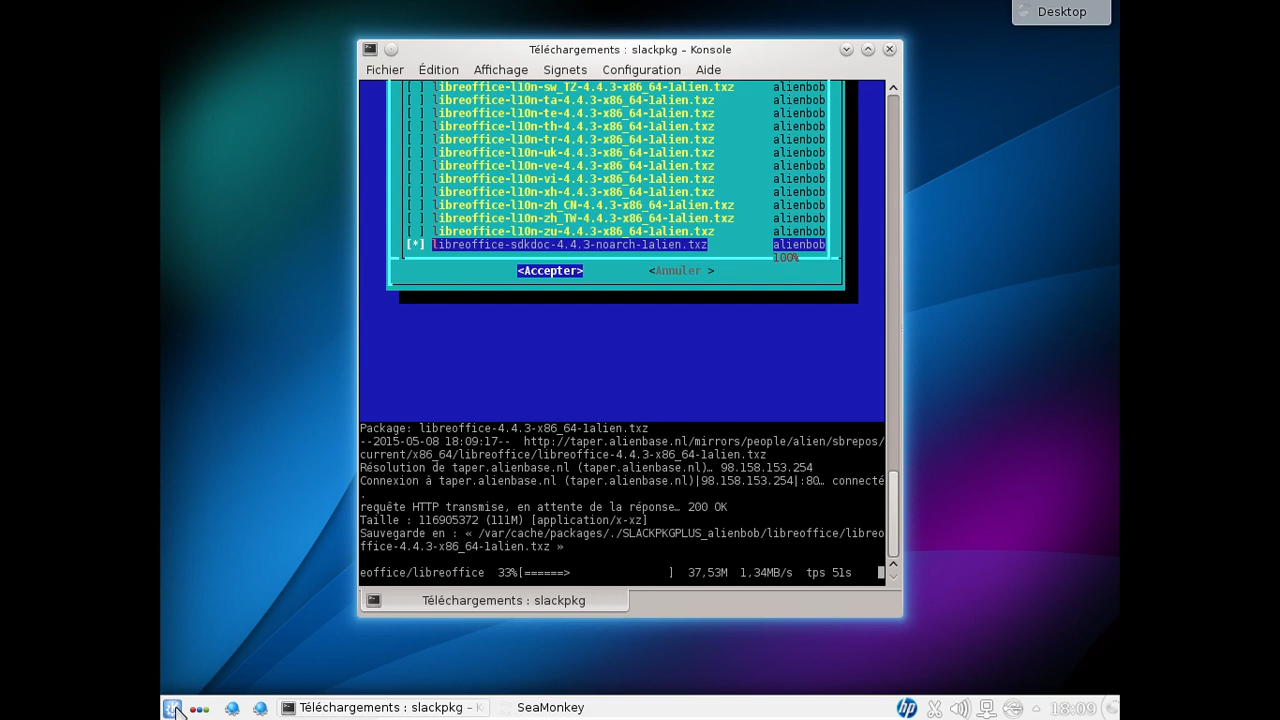 Desktop
Téléchargements : slackpkg – Konsole
Fichier Édition Affichage Signets Configuration Aide
[ ] libreoffice-l10n-sw_TZ-4.4.3-x86_64-1alien.txz alienbob
[ ] libreoffice-l10n-ta-4.4.3-x86_64-1alien.txz alienbob
[ ] libreoffice-l10n-te-4.4.3-x86_64-1alien.txz alienbob
[ ] libreoffice-l10n-th-4.4.3-x86_64-1alien.txz alienbob
[ ] libreoffice-l10n-tr-4.4.3-x86_64-1alien.txz alienbob
[ ] libreoffice-l10n-uk-4.4.3-x86_64-1alien.txz alienbob
[ ] libreoffice-l10n-ve-4.4.3-x86_64-1alien.txz alienbob
[ ] libreoffice-l10n-vi-4.4.3-x86_64-1alien.txz alienbob
[ ] libreoffice-l10n-xh-4.4.3-x86_64-1alien.txz alienbob
[ ] libreoffice-l10n-zh_CN-4.4.3-x86_64-1alien.txz alienbob
[ ] libreoffice-l10n-zh_TW-4.4.3-x86_64-1alien.txz alienbob
[ ] libreoffice-l10n-zu-4.4.3-x86_64-1alien.txz alienbob
[*] libreoffice-sdkdoc-4.4.3-noarch-1alien.txz alienbob
100%
<Accepter> <Annuler >
Package: libreoffice-4.4.3-x86_64-1alien.txz
--2015-05-08 18:09:17-- http://taper.alienbase.nl/mirrors/people/alien/sbrepos/
current/x86_64/libreoffice/libreoffice-4.4.3-x86_64-1alien.txz
Résolution de taper.alienbase.nl (taper.alienbase.nl)… 98.158.153.254
Connexion à taper.alienbase.nl (taper.alienbase.nl)|98.158.153.254|:80… connecté
.
requête HTTP transmise, en attente de la réponse… 200 OK
Taille : 116905372 (111M) [application/x-xz]
Sauvegarde en : « /var/cache/packages/./SLACKPKGPLUS_alienbob/libreoffice/libreo
ffice-4.4.3-x86_64-1alien.txz »
eoffice/libreoffice 33%[======> ] 37,53M 1,34MB/s tps 51s
Téléchargements : slackpkg
Téléchargements : slackpkg – K
SeaMonkey
hp
18:09